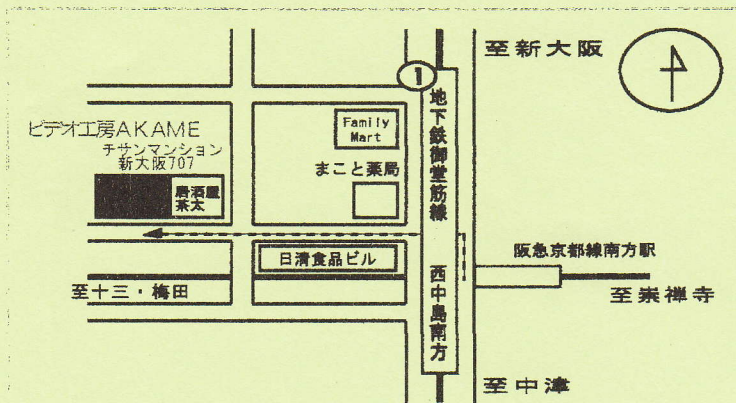 至新大阪
①
地下鉄御堂筋線
西中島南方
ビデオ工房AKAME
チサンマンション
新大阪707
居酒屋
茶太
Family
Mart
まこと薬局
日清食品ビル
阪急京都線南方駅
至十三・梅田
至崇禅寺
至中津